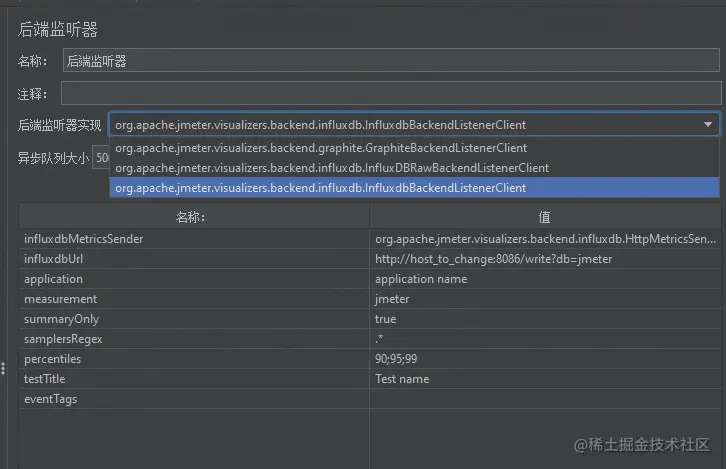 后端监听器
名称： 后端监听器
注释：
后端监听器实现 org.apache.jmeter.visualizers.backend.influxdb.InfluxdbBackendListenerClient
org.apache.jmeter.visualizers.backend.graphite.GraphiteBackendListenerClient
异步队列大小 500
org.apache.jmeter.visualizers.backend.influxdb.InfluxDBRawBackendListenerClient
org.apache.jmeter.visualizers.backend.influxdb.InfluxdbBackendListenerClient
名称: 值
influxdbMetricsSender org.apache.jmeter.visualizers.backend.influxdb.HttpMetricsSen...
influxdbUrl http://host_to_change:8086/write?db=jmeter
application application name
measurement jmeter
summaryOnly true
samplersRegex .*
percentiles 90;95;99
testTitle Test name
eventTags
@稀土掘金技术社区